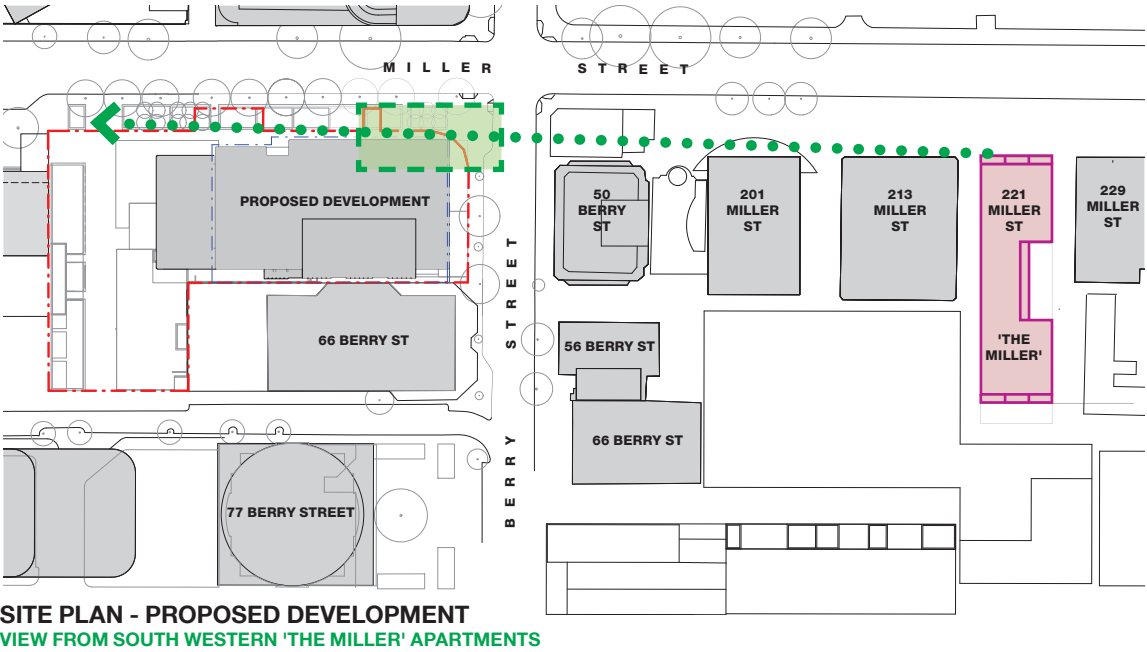 MILLER STREET
PROPOSED DEVELOPMENT
50
BERRY
ST
201
MILLER
ST
213
MILLER
ST
221
MILLER
ST
229
MILLER
ST
BERRY STREET
66 BERRY ST
56 BERRY ST
'THE
MILLER'
66 BERRY ST
77 BERRY STREET
SITE PLAN - PROPOSED DEVELOPMENT
VIEW FROM SOUTH WESTERN 'THE MILLER' APARTMENTS